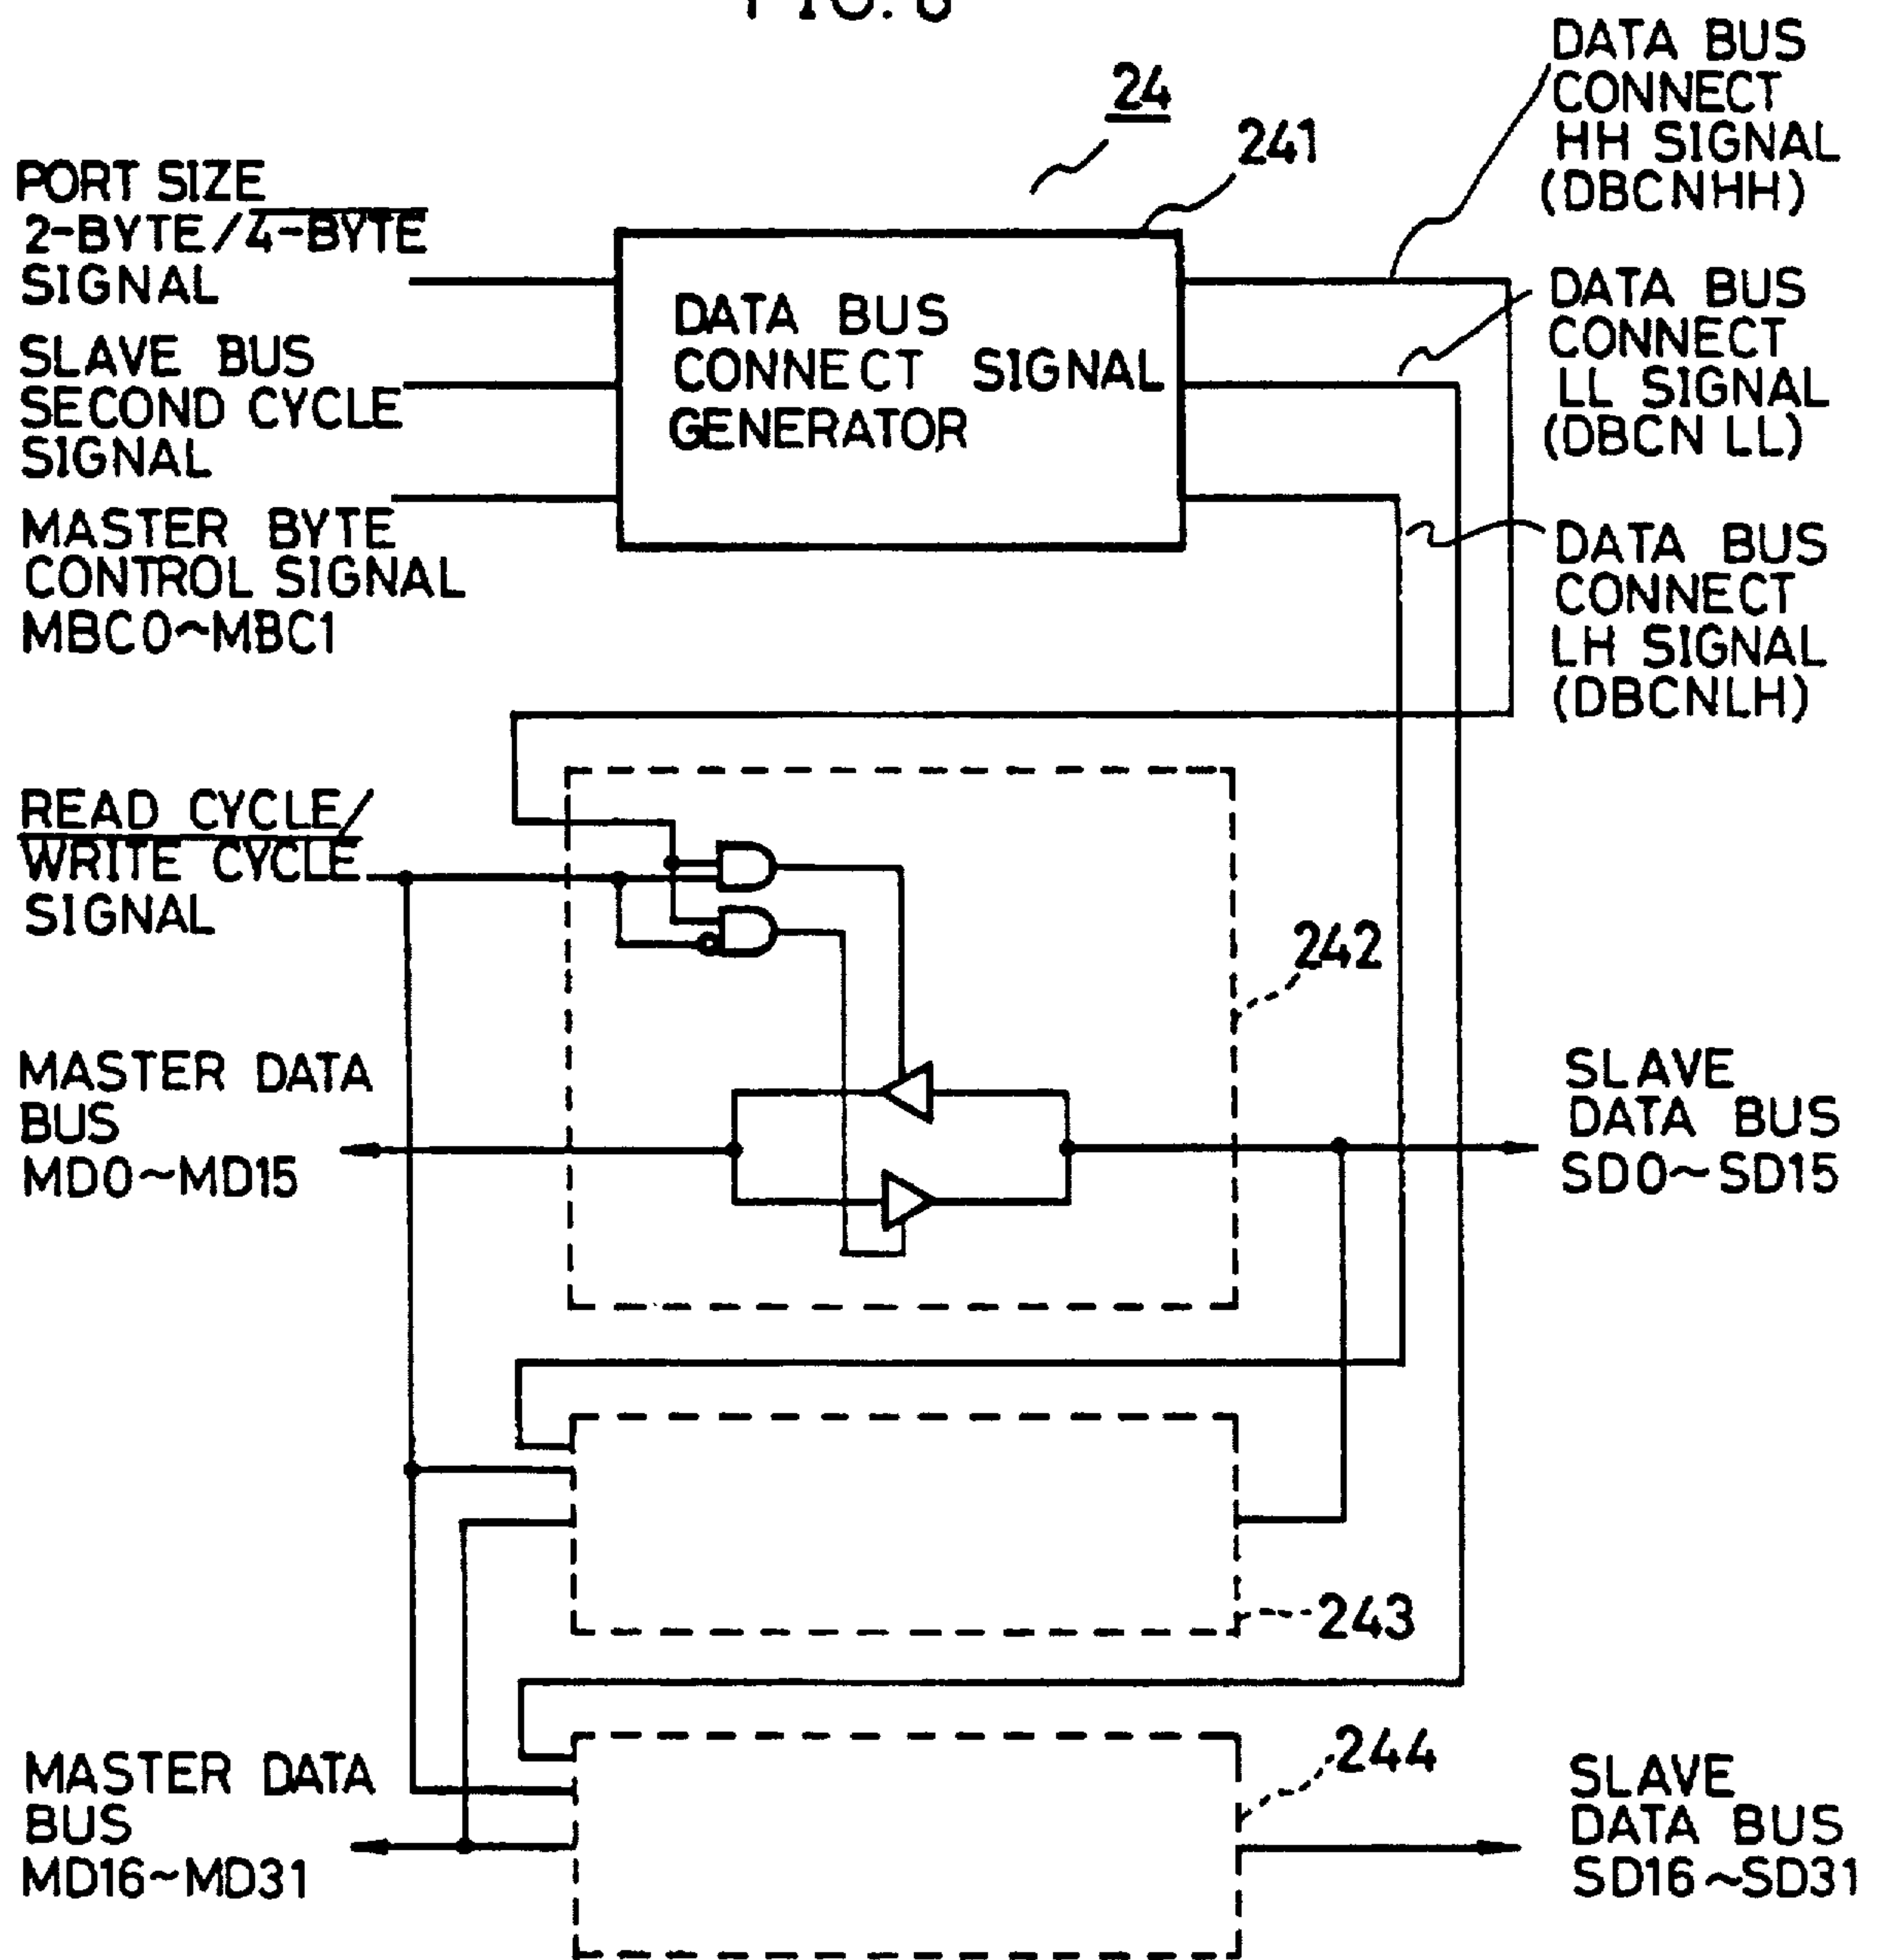 FIG. 8
24
241
PORT SIZE
2-BYTE/4-BYTE
SIGNAL
SLAVE BUS
SECOND CYCLE
SIGNAL
MASTER BYTE
CONTROL SIGNAL
MBC0~MBC1
DATA BUS
CONNECT SIGNAL
GENERATOR
DATA BUS
CONNECT
HH SIGNAL
(DBCNHH)
DATA BUS
CONNECT
LL SIGNAL
(DBCNLL)
DATA BUS
CONNECT
LH SIGNAL
(DBCNLH)
READ CYCLE/
WRITE CYCLE
SIGNAL
242
MASTER DATA
BUS
MD0~MD15
SLAVE
DATA BUS
SD0~SD15
243
244
MASTER DATA
BUS
MD16~MD31
SLAVE
DATA BUS
SD16~SD31